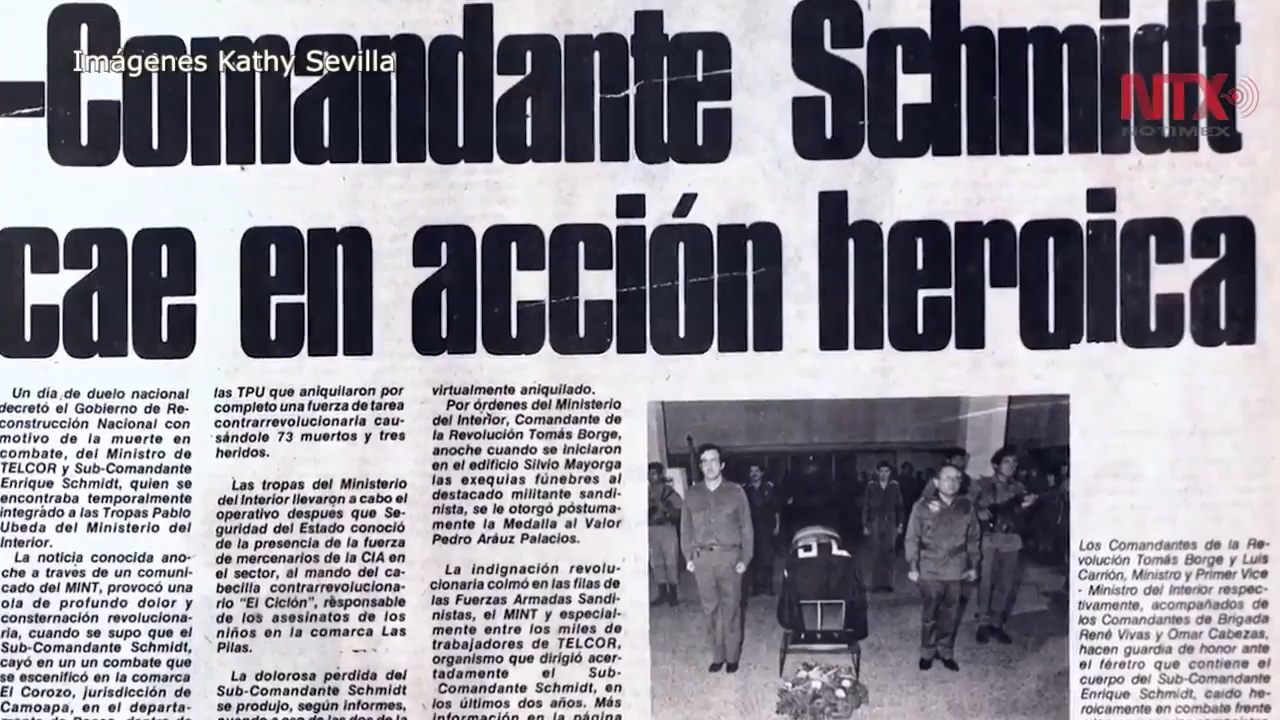 Imágenes Kathy Sevilla
NTX
NOTIMEX
-Comandante Schmidt
cae en acción heroica
Un día de duelo nacional
decretó el Gobierno de Re-
construcción Nacional con
motivo de la muerte en
combate, del Ministro de
TELCOR y Sub-Comandante
Enrique Schmidt, quien se
encontraba temporalmente
integrado a las Tropas Pablo
Ubeda del Ministerio del
Interior.
La noticia conocida ano-
che a través de un comuni-
cado del MINT, provocó una
ola de profundo dolor y
consternación revoluciona-
ria, cuando se supo que el
Sub-Comandante Schmidt,
cayó en un un combate que
se escenificó en la comarca
El Corozo, jurisdicción de
Camoapa, en el departa-
las TPU que aniquilaron por
completo una fuerza de tarea
contrarrevolucionaria cau-
sándole 73 muertos y tres
heridos.
Las tropas del Ministerio
del Interior llevaron a cabo el
operativo despues que Se-
guridad del Estado conoció
de la presencia de la fuerza
de mercenarios de la CIA en
el sector, al mando del ca-
becilla contrarrevoluciona-
rio "El Ciclón", responsable
de los asesinatos de los
niños en la comarca Las
Pilas.
La dolorosa pérdida del
Sub-Comandante Schmidt
se produjo, según informes,
virtualmente aniquilado.
Por órdenes del Ministerio
del Interior, Comandante de
la Revolución Tomás Borge,
anoche cuando se iniciaron
en el edificio Silvio Mayorga
las exequias fúnebres al
destacado militante sandi-
nista, se le otorgó póstuma-
mente la Medalla al Valor
Pedro Aráuz Palacios.
La indignación revolu-
cionaria colmó en las filas de
las Fuerzas Armadas Sandi-
nistas, el MINT y especial-
mente entre los miles de
trabajadores de TELCOR,
organismo que dirigió acer-
tadamente el Sub-
Comandante Schmidt, en
los últimos dos años. Más
información en la página
Los Comandantes de la Re-
volución Tomás Borge y Luis
Carrión, Ministro y Primer Vice
- Ministro del Interior respec-
tivamente, acompañados de
los Comandantes de Brigada
René Vivas y Omar Cabezas,
hacen guardia de honor ante
el féretro que contiene el
cuerpo del Sub-Comandante
Enrique Schmidt, caído he-
roicamente en combate frente